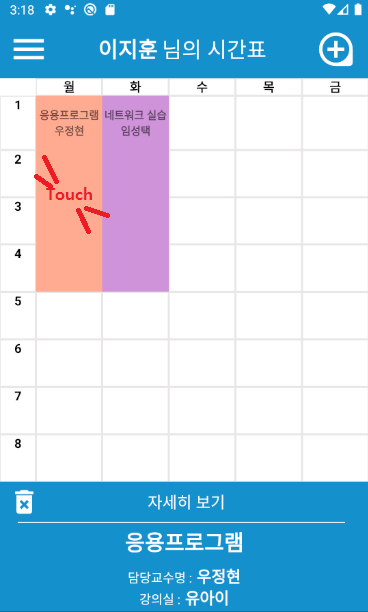 3:18
이지훈 님의 시간표
월 화 수 목 금
1
응용프로그램
우정현
네트워크 실습
임성택
2
Touch
3
4
5
6
7
8
자세히 보기
응용프로그램
담당교수명 : 우정현
강의실 : 유아이